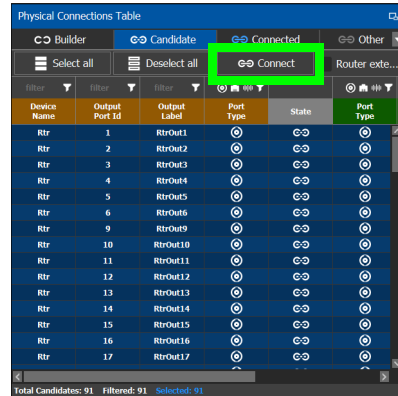 Physical Connections Table
Builder Candidate Connected Other
Select all Deselect all Connect Router exte...
filter filter filter
Device Name Output Port Id Output Label Port Type State Port Type
Rtr 1 RtrOut1
Rtr 2 RtrOut2
Rtr 3 RtrOut3
Rtr 4 RtrOut4
Rtr 5 RtrOut5
Rtr 6 RtrOut6
Rtr 9 RtrOut9
Rtr 10 RtrOut10
Rtr 11 RtrOut11
Rtr 12 RtrOut12
Rtr 13 RtrOut13
Rtr 14 RtrOut14
Rtr 15 RtrOut15
Rtr 16 RtrOut16
Rtr 17 RtrOut17
Total Candidates: 91 Filtered: 91 Selected: 91